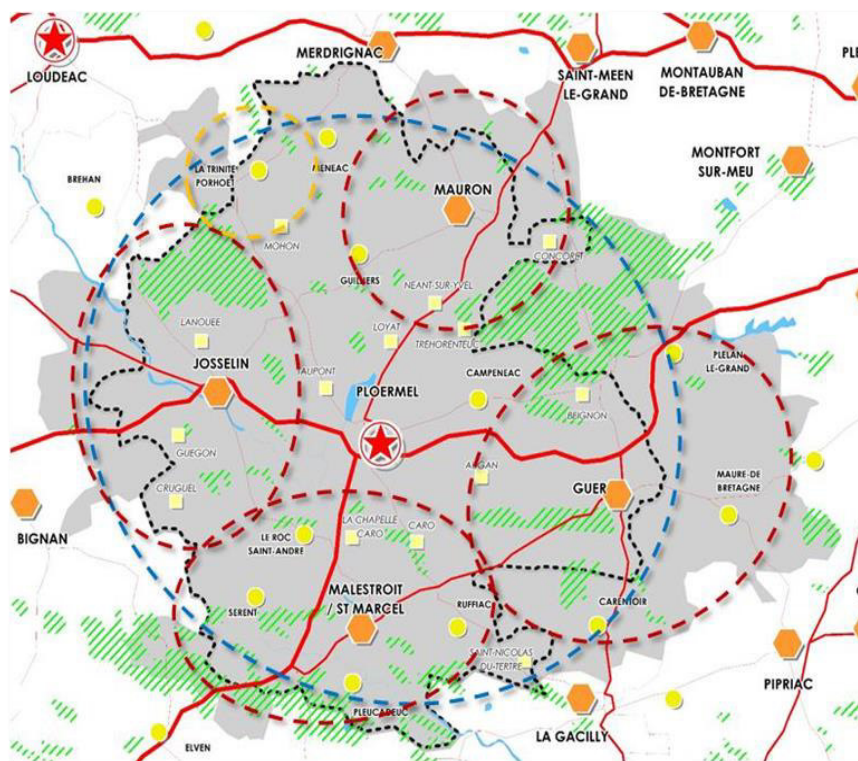 LOUDEAC
MERDRIGNAC
SAINT-MEEN
LE-GRAND
MONTAUBAN
DE-BRETAGNE
PLE
MONTFORT
SUR-MEU
BREHAN
LA TRINITE
PORHOET
MENEAC
MAURON
MOHON
GUILLIERS
CONCORET
NEANT-SUR-YVEL
TRÉHORENTEUC
LANOUEE
LOYAT
JOSSELIN
TAUPONT
PLOERMEL
CAMPENEAC
BEIGNON
PLELAN
LE-GRAND
GUEGON
CRUGUEL
AUGAN
GUER
MAURE-DE
BRETAGNE
BIGNAN
LE ROC
SAINT-ANDRE
LA CHAPELLE
CARO
CARO
MALESTROIT
/ ST MARCEL
SERENT
RUFFIAC
CARENTOIR
SAINT-NICOLAS
DU-TERTRE
PIPRIAC
PLEUCADEUC
LA GACILLY
ELVEN